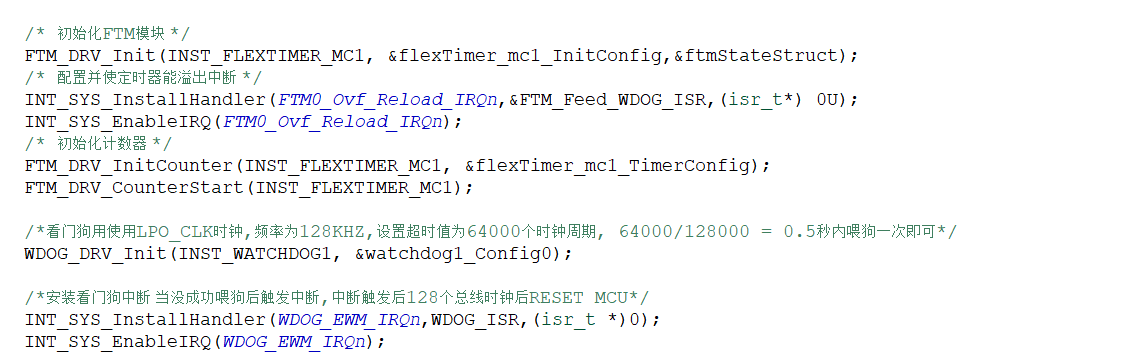 /* 初始化FTM模块 */
FTM_DRV_Init(INST_FLEXTIMER_MC1, &flexTimer_mc1_InitConfig,&ftmStateStruct);
/* 配置并使定时器能溢出中断 */
INT_SYS_InstallHandler(FTM0_Ovf_Reload_IRQn,&FTM_Feed_WDOG_ISR,(isr_t*) 0U);
INT_SYS_EnableIRQ(FTM0_Ovf_Reload_IRQn);
/* 初始化计数器 */
FTM_DRV_InitCounter(INST_FLEXTIMER_MC1, &flexTimer_mc1_TimerConfig);
FTM_DRV_CounterStart(INST_FLEXTIMER_MC1);
/*看门狗用使用LPO_CLK时钟,频率为128KHZ,设置超时值为64000个时钟周期, 64000/128000 = 0.5秒内喂狗一次即可*/
WDOG_DRV_Init(INST_WATCHDOG1, &watchdog1_Config0);
/*安装看门狗中断 当没成功喂狗后触发中断,中断触发后128个总线时钟后RESET MCU*/
INT_SYS_InstallHandler(WDOG_EWM_IRQn,WDOG_ISR,(isr_t *)0);
INT_SYS_EnableIRQ(WDOG_EWM_IRQn);